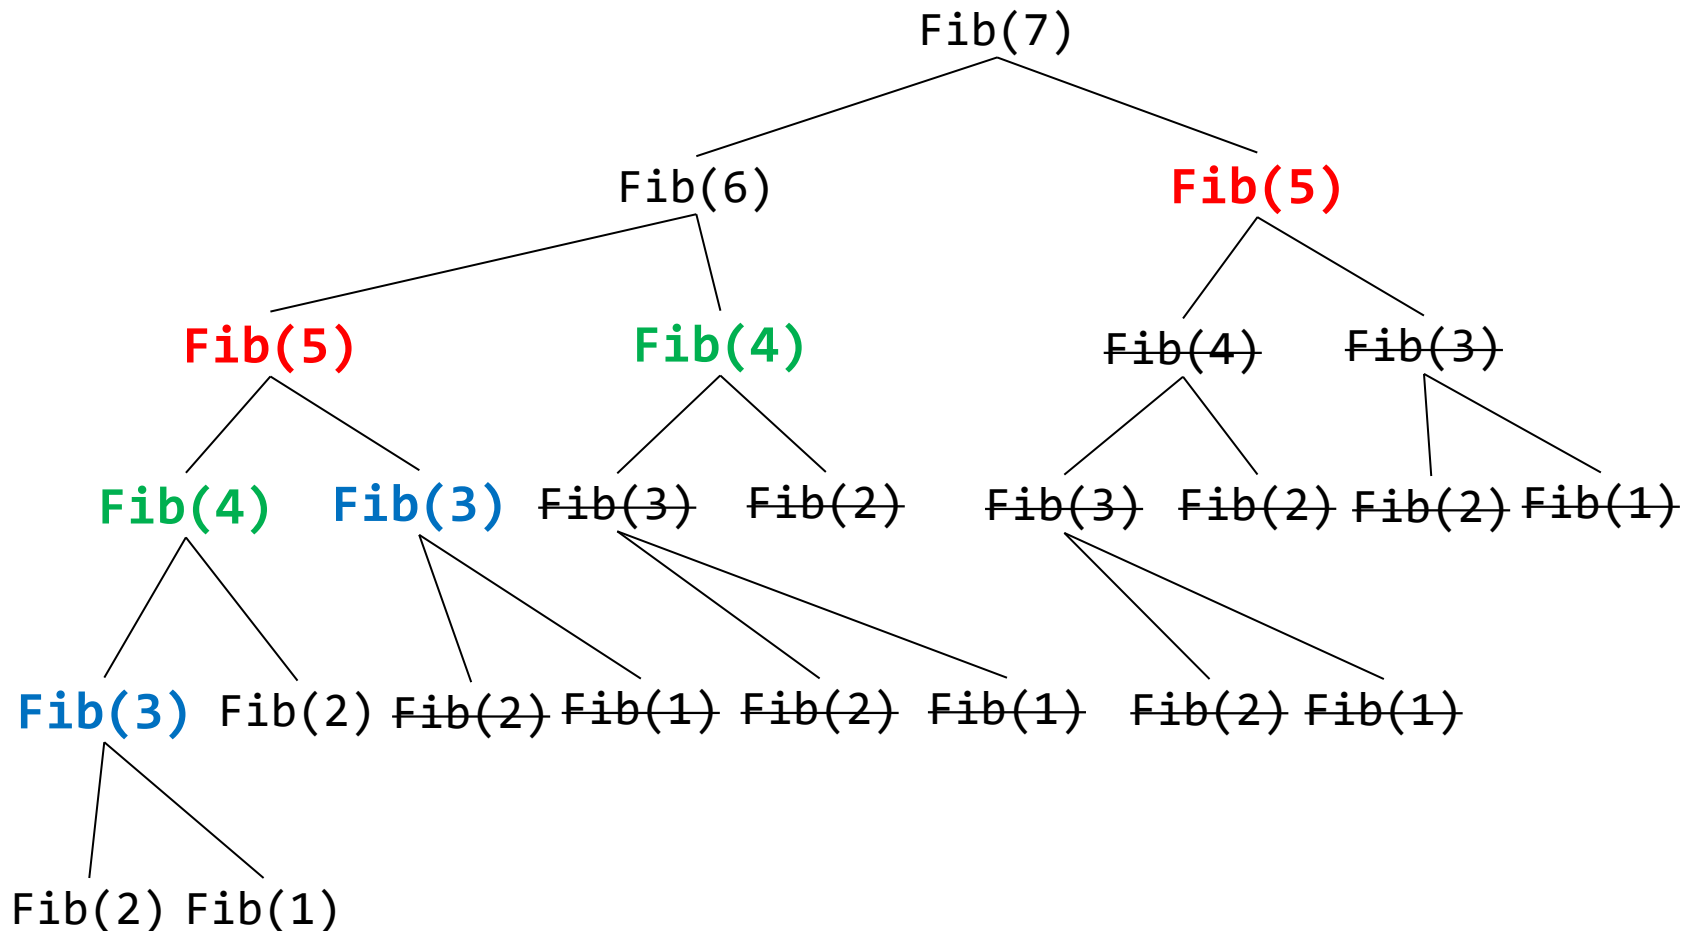 Fib(7)
Fib(6) Fib(5)
Fib(5) Fib(4) Fib(4) Fib(3)
Fib(4) Fib(3) Fib(3) Fib(2) Fib(3) Fib(2) Fib(2) Fib(1)
Fib(3) Fib(2) Fib(2) Fib(1) Fib(2) Fib(1) Fib(2) Fib(1)
Fib(2) Fib(1)